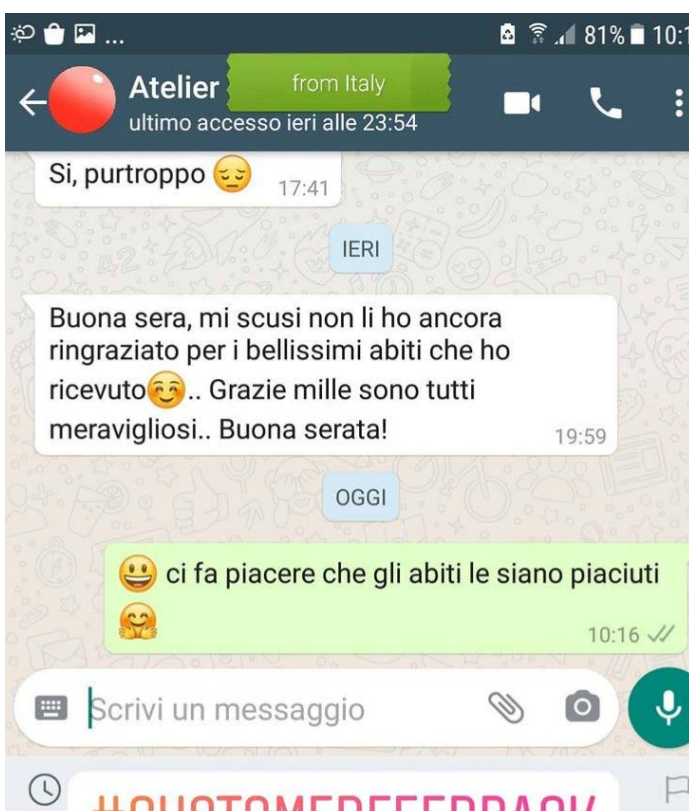 81% 10:1
Atelier from Italy
ultimo accesso ieri alle 23:54
Si, purtroppo 😔 17:41
IERI
Buona sera, mi scusi non li ho ancora
ringraziato per i bellissimi abiti che ho
ricevuto☺️.. Grazie mille sono tutti
meravigliosi.. Buona serata! 19:59
OGGI
😃 ci fa piacere che gli abiti le siano piaciuti
🤗 10:16
Scrivi un messaggio